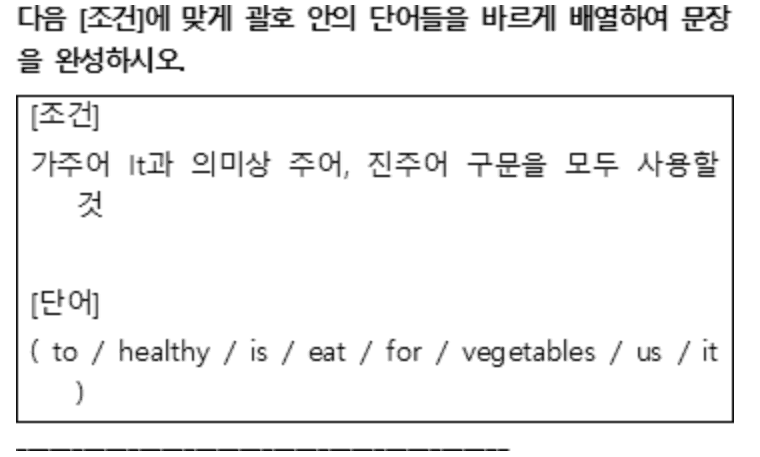 다음 [조건]에 맞게 괄호 안의 단어들을 바르게 배열하여 문장
을 완성하시오.
[조건]
가주어 It과 의미상 주어, 진주어 구문을 모두 사용할
것
[단어]
( to / healthy / is / eat / for / vegetables / us / it
)